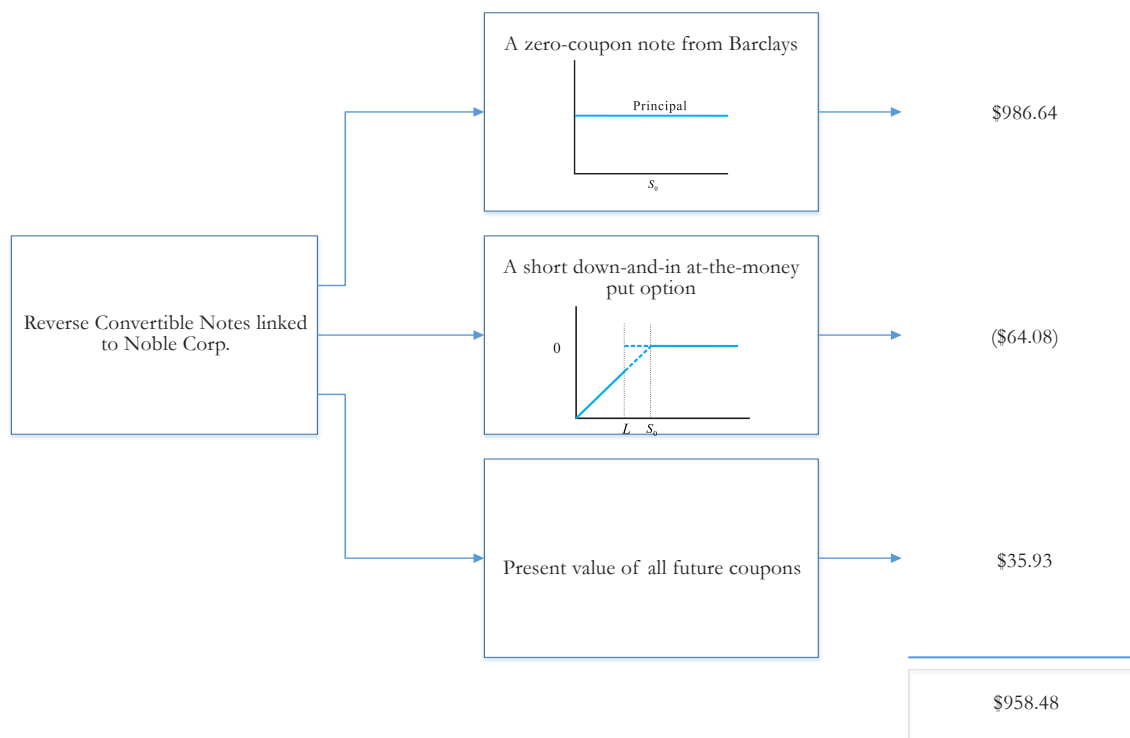 A zero-coupon note from Barclays
Principal
S₀
$986.64
Reverse Convertible Notes linked
to Noble Corp.
A short down-and-in at-the-money
put option
0
L S₀
($64.08)
Present value of all future coupons
$35.93
$958.48